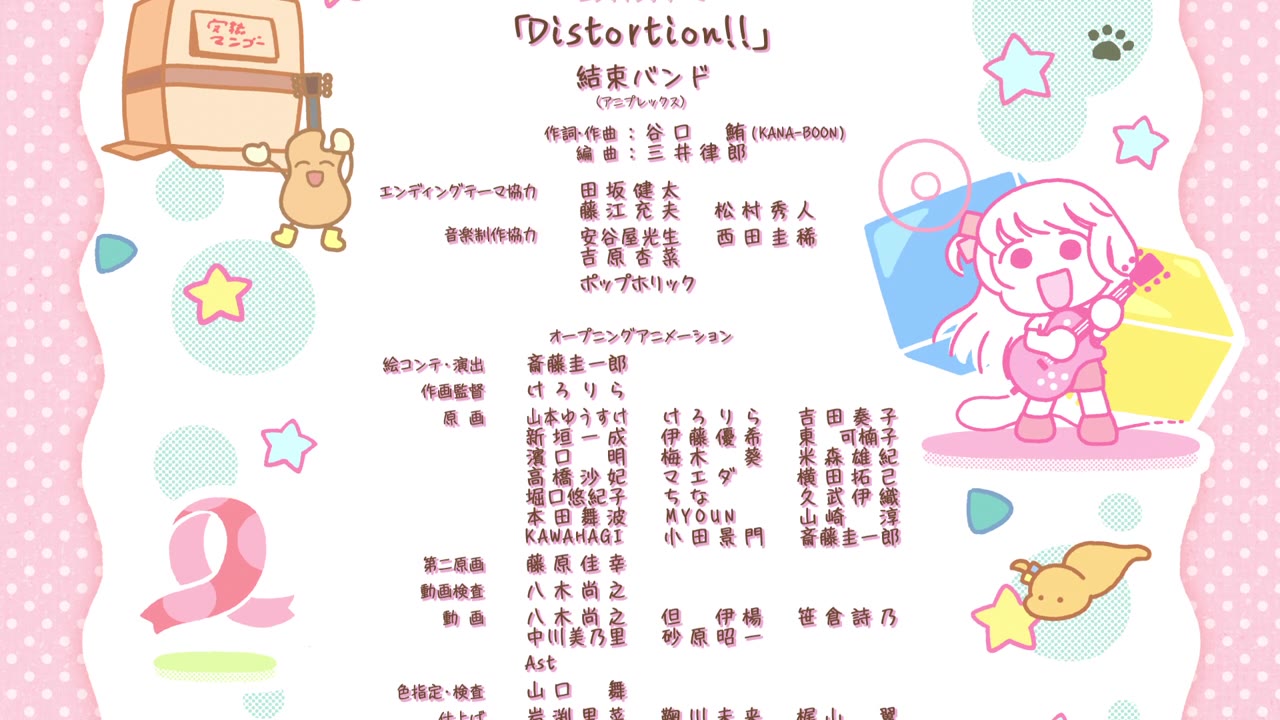 完熟
マンゴー
「Distortion!!」
結束バンド
(アニプレックス)
作詞・作曲 : 谷口 鮪 (KANA-BOON)
編曲 : 三井律郎
エンディングテーマ協力 田坂健太
藤江充夫 松村秀人
音楽制作協力 安谷屋光生 西田圭稀
吉原杏菜
ポップホリック
オープニングアニメーション
絵コンテ・演出 斎藤圭一郎
作画監督 けろりら
原画 山本ゆうすけ けろりら 吉田奏子
新垣一成 伊藤優希 東 可楠子
濱口 明 梅木 葵 米森雄紀
高橋沙妃 マエダ 横田拓己
堀口悠紀子 ちな 久武伊織
本田舞波 MYOUN 山崎 淳
KAWAHAGI 小田景門 斎藤圭一郎
第二原画 藤原佳幸
動画検査 八木尚之
動画 八木尚之 但 伊楊 笹倉詩乃
中川美乃里 砂原昭一
Ast
色指定・検査 山口 舞